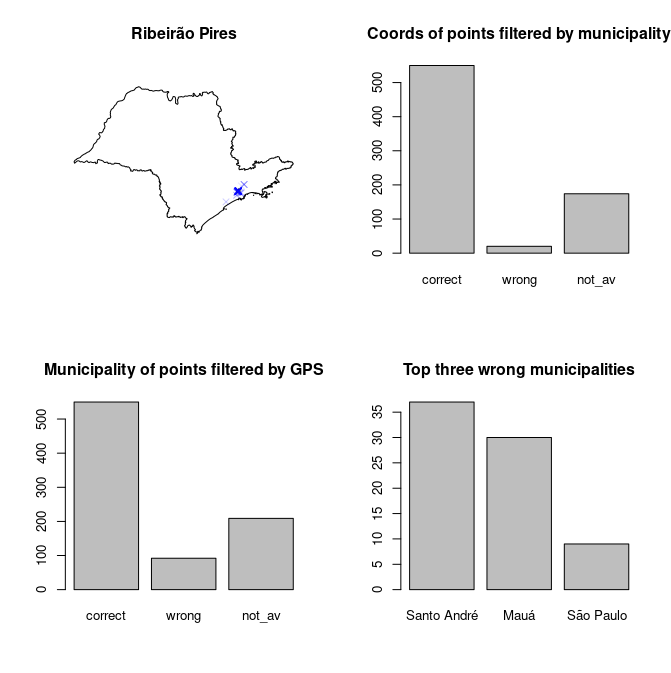 Ribeirão Pires
Coords of points filtered by municipality
0 100 200 300 400 500
correct wrong not_av
Municipality of points filtered by GPS
0 100 200 300 400 500
correct wrong not_av
Top three wrong municipalities
0 5 10 15 20 25 30 35
Santo André Mauá São Paulo